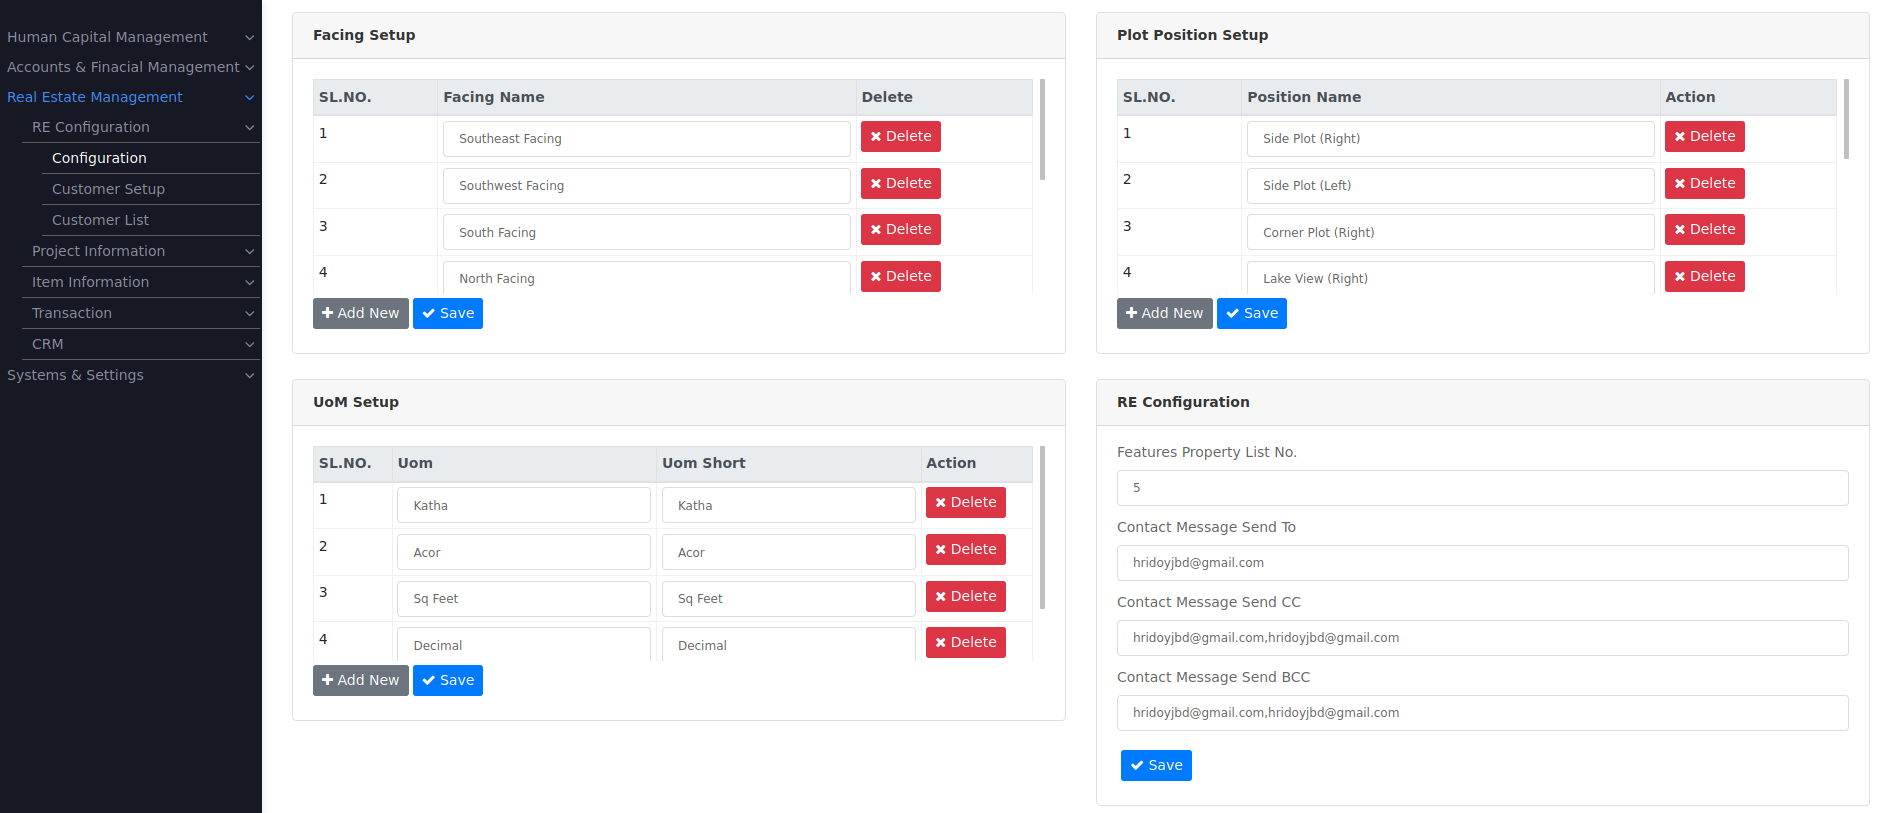 Human Capital Management
Accounts & Finacial Management
Real Estate Management
RE Configuration
Configuration
Customer Setup
Customer List
Project Information
Item Information
Transaction
CRM
Systems & Settings
Facing Setup
SL.NO. Facing Name Delete
1 Southeast Facing Delete
2 Southwest Facing Delete
3 South Facing Delete
4 North Facing Delete
Add New Save
Plot Position Setup
SL.NO. Position Name Action
1 Side Plot (Right) Delete
2 Side Plot (Left) Delete
3 Corner Plot (Right) Delete
4 Lake View (Right) Delete
Add New Save
UoM Setup
SL.NO. Uom Uom Short Action
1 Katha Katha Delete
2 Acor Acor Delete
3 Sq Feet Sq Feet Delete
4 Decimal Decimal Delete
Add New Save
RE Configuration
Features Property List No.
5
Contact Message Send To
hridoyjbd@gmail.com
Contact Message Send CC
hridoyjbd@gmail.com,hridoyjbd@gmail.com
Contact Message Send BCC
hridoyjbd@gmail.com,hridoyjbd@gmail.com
Save